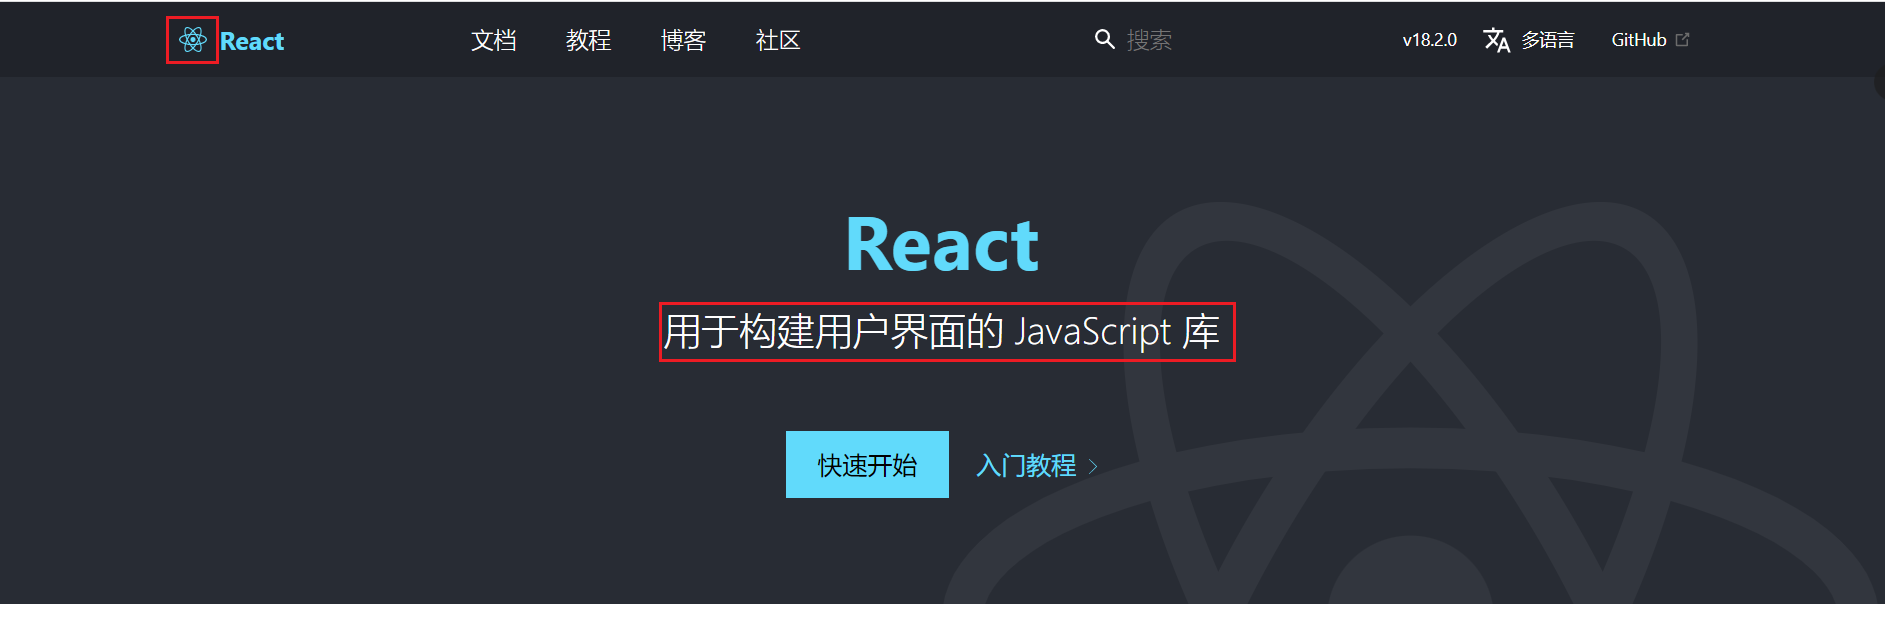 React 文档 教程 博客 社区 搜索 v18.2.0 多语言 GitHub
React
用于构建用户界面的 JavaScript 库
快速开始 入门教程